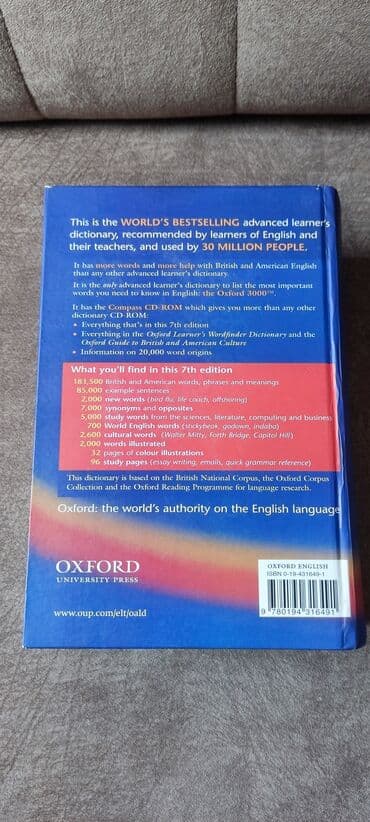 This is the WORLD'S BESTSELLING advanced learner's
dictionary, recommended by learners of English and
their teachers, and used by 30 MILLION PEOPLE.
It has more words and more help with British and American English
than any other advanced learner's dictionary.
It is the only advanced learner's dictionary to list the most important
words you need to know in English: the Oxford 3000™.
It has the Compass CD-ROM which gives you more than any other
dictionary CD-ROM:
• Everything that's in this 7th edition
• Everything in the Oxford Learner's Wordfinder Dictionary and the
Oxford Guide to British and American Culture
• Information on 20,000 word origins
What you'll find in this 7th edition
183,500 British and American words, phrases and meanings
85,000 example sentences
2,000 new words (bird flu, life coach, offshoring)
7,000 synonyms and opposites
5,000 study words from the sciences, literature, computing and business
700 World English words (stickybeak, godown, indaba)
2,600 cultural words (Walter Mitty, Forth Bridge, Capitol Hill)
2,000 words illustrated
32 pages of colour illustrations
96 study pages (essay writing, emails, quick grammar reference)
This dictionary is based on the British National Corpus, the Oxford Corpus
Collection and the Oxford Reading Programme for language research.
Oxford: the world's authority on the English language
OXFORD
UNIVERSITY PRESS
www.oup.com/elt/oald
OXFORD ENGLISH
ISBN 0-19-431649-1
9 780194 316491